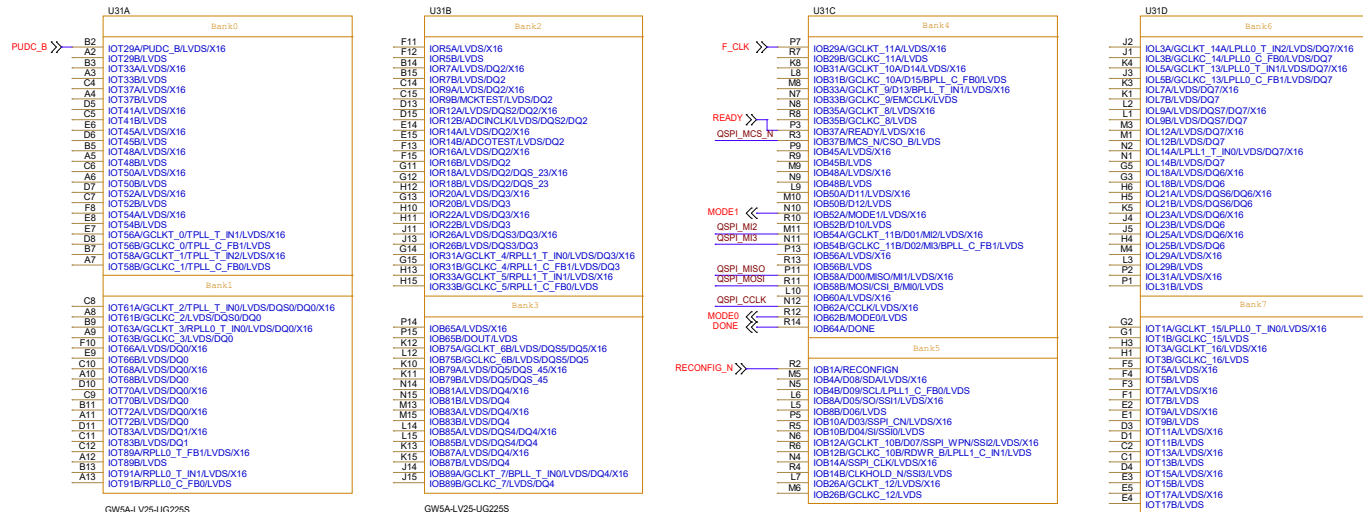 U31A
Bank0
PUDC_B B2 IOT29A/PUDC_B/LVDS/X16
A2 IOT29B/LVDS
B3 IOT33A/LVDS/X16
A3 IOT33B/LVDS
C4 IOT37A/LVDS/X16
A4 IOT37B/LVDS
D5 IOT41A/LVDS/X16
C5 IOT41B/LVDS
E6 IOT45A/LVDS/X16
D6 IOT45B/LVDS
B5 IOT48A/LVDS/X16
A5 IOT48B/LVDS
C6 IOT50A/LVDS/X16
A6 IOT50B/LVDS
D7 IOT52A/LVDS/X16
C7 IOT52B/LVDS
F8 IOT54A/LVDS/X16
E8 IOT54B/LVDS
E7 IOT56A/GCLKT_0/TPLL_T_IN1/LVDS/X16
D8 IOT56B/GCLKC_0/TPLL_C_FB1/LVDS
B7 IOT58A/GCLKT_1/TPLL_T_IN2/LVDS/X16
A7 IOT58B/GCLKC_1/TPLL_C_FB0/LVDS
Bank1
C8 IOT61A/GCLKT_2/TPLL_T_IN0/LVDS/DQS0/DQ0/X16
A8 IOT61B/GCLKC_2/LVDS/DQS0/DQ0
B9 IOT63A/GCLKT_3/RPLL0_T_IN0/LVDS/DQ0/X16
A9 IOT63B/GCLKC_3/LVDS/DQ0
F10 IOT66A/LVDS/DQ0/X16
E9 IOT66B/LVDS/DQ0
C10 IOT68A/LVDS/DQ0/X16
A10 IOT68B/LVDS/DQ0
D10 IOT70A/LVDS/DQ0/X16
C9 IOT70B/LVDS/DQ0
B11 IOT72A/LVDS/DQ0/X16
A11 IOT72B/LVDS/DQ0
D11 IOT83A/LVDS/DQ1/X16
C11 IOT83B/LVDS/DQ1
C12 IOT89A/RPLL0_T_FB1/LVDS/X16
A12 IOT89B/LVDS
B13 IOT91A/RPLL0_T_IN1/LVDS/X16
A13 IOT91B/RPLL0_C_FB0/LVDS
GW5A-LV25-UG225S
U31B
Bank2
F11 IOR5A/LVDS/X16
F12 IOR5B/LVDS
B14 IOR7A/LVDS/DQ2/X16
B15 IOR7B/LVDS/DQ2
C14 IOR9A/LVDS/DQ2/X16
C15 IOR9B/MCKTEST/LVDS/DQ2
D13 IOR12A/LVDS/DQS2/DQ2/X16
D15 IOR12B/ADCINCLK/LVDS/DQS2/DQ2
E14 IOR14A/LVDS/DQ2/X16
E15 IOR14B/ADCOTEST/LVDS/DQ2
F13 IOR16A/LVDS/DQ2/X16
F15 IOR16B/LVDS/DQ2
G11 IOR18A/LVDS/DQ2/DQS_23/X16
G12 IOR18B/LVDS/DQ2/DQS_23
H12 IOR20A/LVDS/DQ3/X16
G13 IOR20B/LVDS/DQ3
H10 IOR22A/LVDS/DQ3/X16
H11 IOR22B/LVDS/DQ3
J11 IOR26A/LVDS/DQS3/DQ3/X16
J13 IOR26B/LVDS/DQS3/DQ3
G14 IOR31A/GCLKT_4/RPLL1_T_IN0/LVDS/DQ3/X16
G15 IOR31B/GCLKC_4/RPLL1_C_FB1/LVDS/DQ3
H13 IOR33A/GCLKT_5/RPLL1_T_IN1/LVDS/X16
H15 IOR33B/GCLKC_5/RPLL1_C_FB0/LVDS
Bank3
P14 IOB65A/LVDS/X16
P15 IOB65B/DOUT/LVDS
K12 IOB75A/GCLKT_6B/LVDS/DQS5/DQ5/X16
L12 IOB75B/GCLKC_6B/LVDS/DQS5/DQ5
K10 IOB79A/LVDS/DQ5/DQS_45/X16
K11 IOB79B/LVDS/DQ5/DQS_45
N14 IOB81A/LVDS/DQ4/X16
N15 IOB81B/LVDS/DQ4
M13 IOB83A/LVDS/DQ4/X16
M15 IOB83B/LVDS/DQ4
L14 IOB85A/LVDS/DQS4/DQ4/X16
L15 IOB85B/LVDS/DQS4/DQ4
K13 IOB87A/LVDS/DQ4/X16
K15 IOB87B/LVDS/DQ4
J14 IOB89A/GCLKT_7/BPLL_T_IN0/LVDS/DQ4/X16
J15 IOB89B/GCLKC_7/LVDS/DQ4
GW5A-LV25-UG225S
U31C
Bank4
F_CLK P7 IOB29A/GCLKT_11A/LVDS/X16
R7 IOB29B/GCLKC_11A/LVDS
K8 IOB31A/GCLKT_10A/D14/LVDS/X16
L8 IOB31B/GCLKC_10A/D15/BPLL_C_FB0/LVDS
M8 IOB33A/GCLKT_9/D13/BPLL_T_IN1/LVDS/X16
N7 IOB33B/GCLKC_9/EMCCLK/LVDS
N8 IOB35A/GCLKT_8/LVDS/X16
R8 IOB35B/GCLKC_8/LVDS
READY P3 IOB37A/READY/LVDS/X16
QSPI_MCS_N R3 IOB37B/MCS_N/CSO_B/LVDS
P9 IOB45A/LVDS/X16
R9 IOB45B/LVDS
M9 IOB48A/LVDS/X16
N9 IOB48B/LVDS
L9 IOB50A/D11/LVDS/X16
M10 IOB50B/D12/LVDS
MODE1 N10 IOB52A/MODE1/LVDS/X16
R10 IOB52B/D10/LVDS
QSPI_MI2 M11 IOB54A/GCLKT_11B/D01/MI2/LVDS/X16
QSPI_MI3 N11 IOB54B/GCLKC_11B/D02/MI3/BPLL_C_FB1/LVDS
P13 IOB56A/LVDS/X16
R13 IOB56B/LVDS
QSPI_MISO P11 IOB58A/D00/MISO/MI1/LVDS/X16
QSPI_MOSI R11 IOB58B/MOSI/CSI_B/MI0/LVDS
L10 IOB60A/LVDS/X16
QSPI_CCLK N12 IOB62A/CCLK/LVDS/X16
MODE0 R12 IOB62B/MODE0/LVDS
DONE R14 IOB64A/DONE
Bank5
RECONFIG_N R2 IOB1A/RECONFIGN
M5 IOB4A/D08/SDA/LVDS/X16
N5 IOB4B/D09/SCL/LPLL1_C_FB0/LVDS
L6 IOB8A/D05/SO/SSI1/LVDS/X16
L5 IOB8B/D06/LVDS
P5 IOB10A/D03/SSPI_CN/LVDS/X16
R5 IOB10B/D04/SI/SSI0/LVDS
N6 IOB12A/GCLKT_10B/D07/SSPI_WPN/SSI2/LVDS/X16
R6 IOB12B/GCLKC_10B/RDWR_B/LPLL1_C_IN1/LVDS
N4 IOB14A/SSPI_CLK/LVDS/X16
R4 IOB14B/CLKHOLD_N/SSI3/LVDS
L7 IOB26A/GCLKT_12/LVDS/X16
M6 IOB26B/GCLKC_12/LVDS
U31D
Bank6
J2 IOL3A/GCLKT_14A/LPLL0_T_IN2/LVDS/DQ7/X16
J1 IOL3B/GCLKC_14/LPLL0_C_FB0/LVDS/DQ7
K4 IOL5A/GCLKT_13/LPLL0_T_IN1/LVDS/DQ7/X16
J3 IOL5B/GCLKC_13/LPLL0_C_FB1/LVDS/DQ7
K3 IOL7A/LVDS/DQ7/X16
K1 IOL7B/LVDS/DQ7
L2 IOL9A/LVDS/DQS7/DQ7/X16
L1 IOL9B/LVDS/DQS7/DQ7
M3 IOL12A/LVDS/DQ7/X16
M1 IOL12B/LVDS/DQ7
N2 IOL14A/LPLL1_T_IN0/LVDS/DQ7/X16
N1 IOL14B/LVDS/DQ7
G5 IOL18A/LVDS/DQ6/X16
G3 IOL18B/LVDS/DQ6
H6 IOL21A/LVDS/DQS6/DQ6/X16
H5 IOL21B/LVDS/DQS6/DQ6
K5 IOL23A/LVDS/DQ6/X16
J4 IOL23B/LVDS/DQ6
J5 IOL25A/LVDS/DQ6/X16
H4 IOL25B/LVDS/DQ6
M4 IOL29A/LVDS/X16
L3 IOL29B/LVDS
P2 IOL31A/LVDS/X16
P1 IOL31B/LVDS
Bank7
G2 IOT1A/GCLKT_15/LPLL0_T_IN0/LVDS/X16
G1 IOT1B/GCLKC_15/LVDS
H3 IOT3A/GCLKT_16/LVDS/X16
H1 IOT3B/GCLKC_16/LVDS
F5 IOT5A/LVDS/X16
F4 IOT5B/LVDS
F3 IOT7A/LVDS/X16
F1 IOT7B/LVDS
E2 IOT9A/LVDS/X16
E1 IOT9B/LVDS
D3 IOT11A/LVDS/X16
D1 IOT11B/LVDS
C2 IOT13A/LVDS/X16
C1 IOT13B/LVDS
D4 IOT15A/LVDS/X16
E3 IOT15B/LVDS
E5 IOT17A/LVDS/X16
E4 IOT17B/LVDS